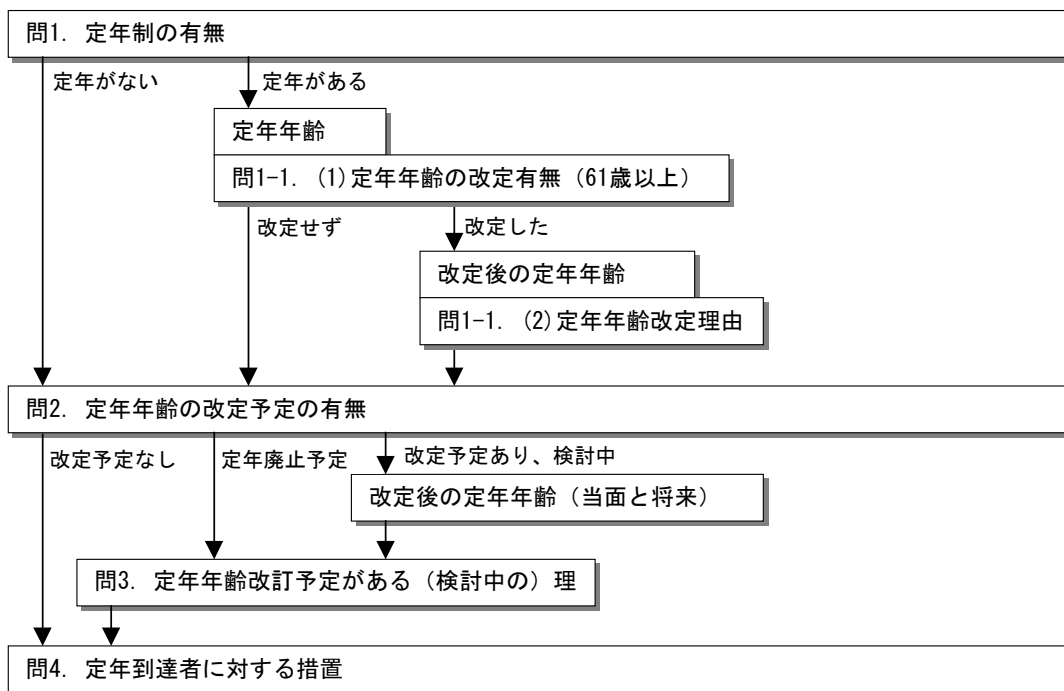 問1. 定年制の有無
定年がない
定年がある
定年年齢
問1-1. (1)定年年齢の改定有無（61歳以上）
改定せず
改定した
改定後の定年年齢
問1-1. (2)定年年齢改定理由
問2. 定年年齢の改定予定の有無
改定予定なし
定年廃止予定
改定予定あり、検討中
改定後の定年年齢（当面と将来）
問3. 定年年齢改訂予定がある（検討中の）理
問4. 定年到達者に対する措置